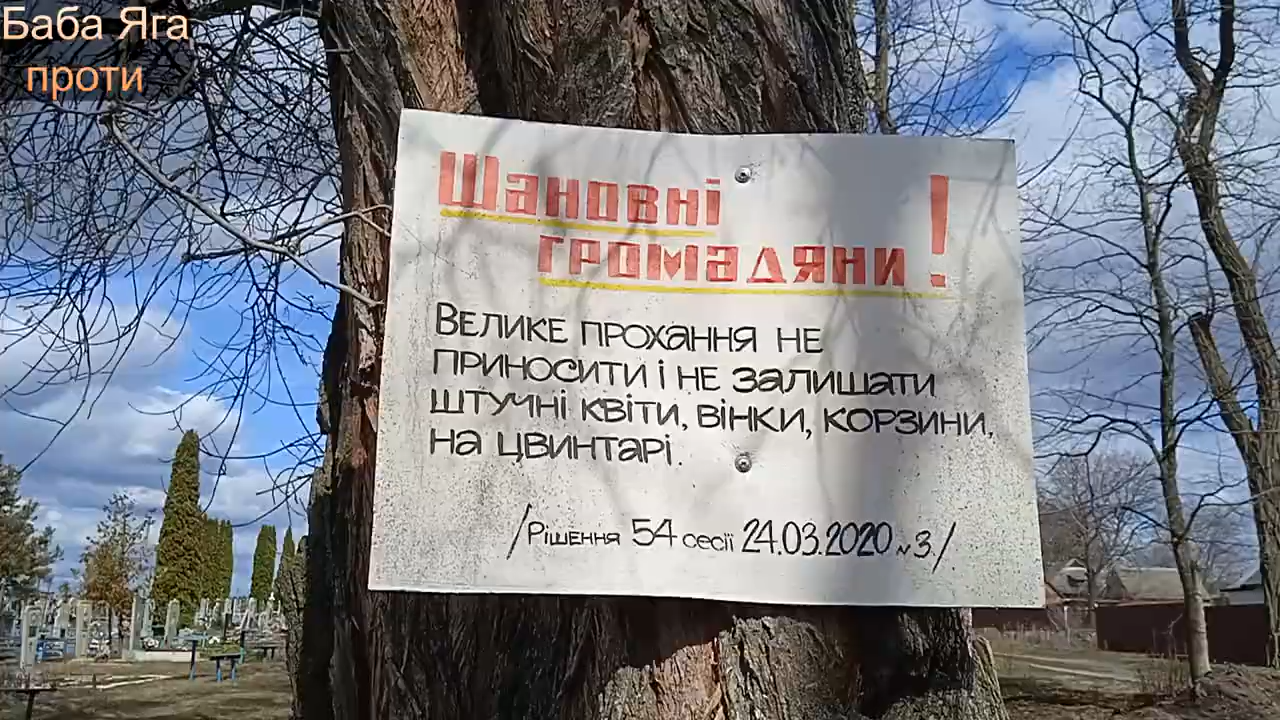 Баба Яга
проти
Шановні
громадяни!
Велике прохання не
приносити і не залишати
штучні квіти, вінки, корзини,
на цвинтарі.
/Рішення 54 сесії 24.03.2020 №3./